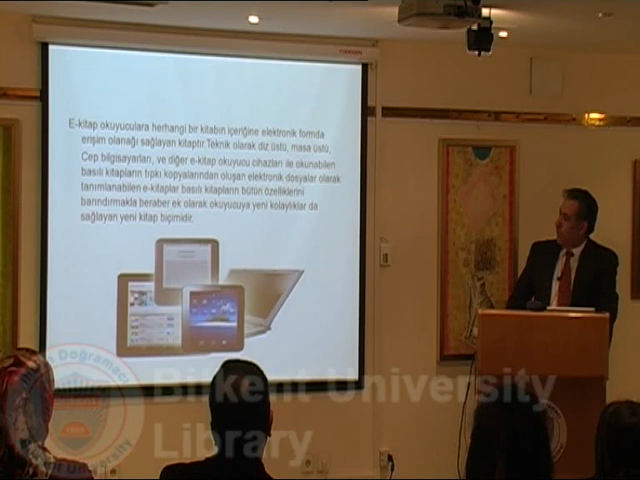 E-kitap okuyuculara herhangi bir kitabın içeriğine elektronik formda
erişim olanağı sağlayan kitaptır.Teknik olarak diz üstü, masa üstü,
Cep bilgisayarları, ve diğer e-kitap okuyucu cihazları ile okunabilen
basılı kitapların tıpkı kopyalarından oluşan elektronik dosyalar olarak
tanımlanabilen e-kitaplar basılı kitapların bütün özelliklerini
barındırmakla beraber ek olarak okuyucuya yeni kolaylıklar da
sağlayan yeni kitap biçimidir.
Doğramacı
Bilkent University
Library